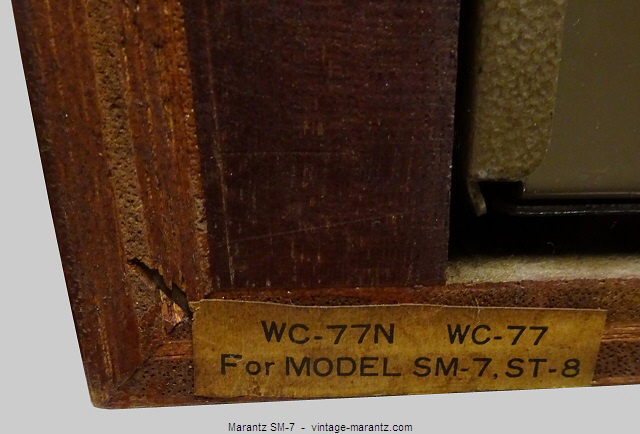 WC-77N WC-77
For MODEL SM-7, ST-8
Marantz SM-7 - vintage-marantz.com